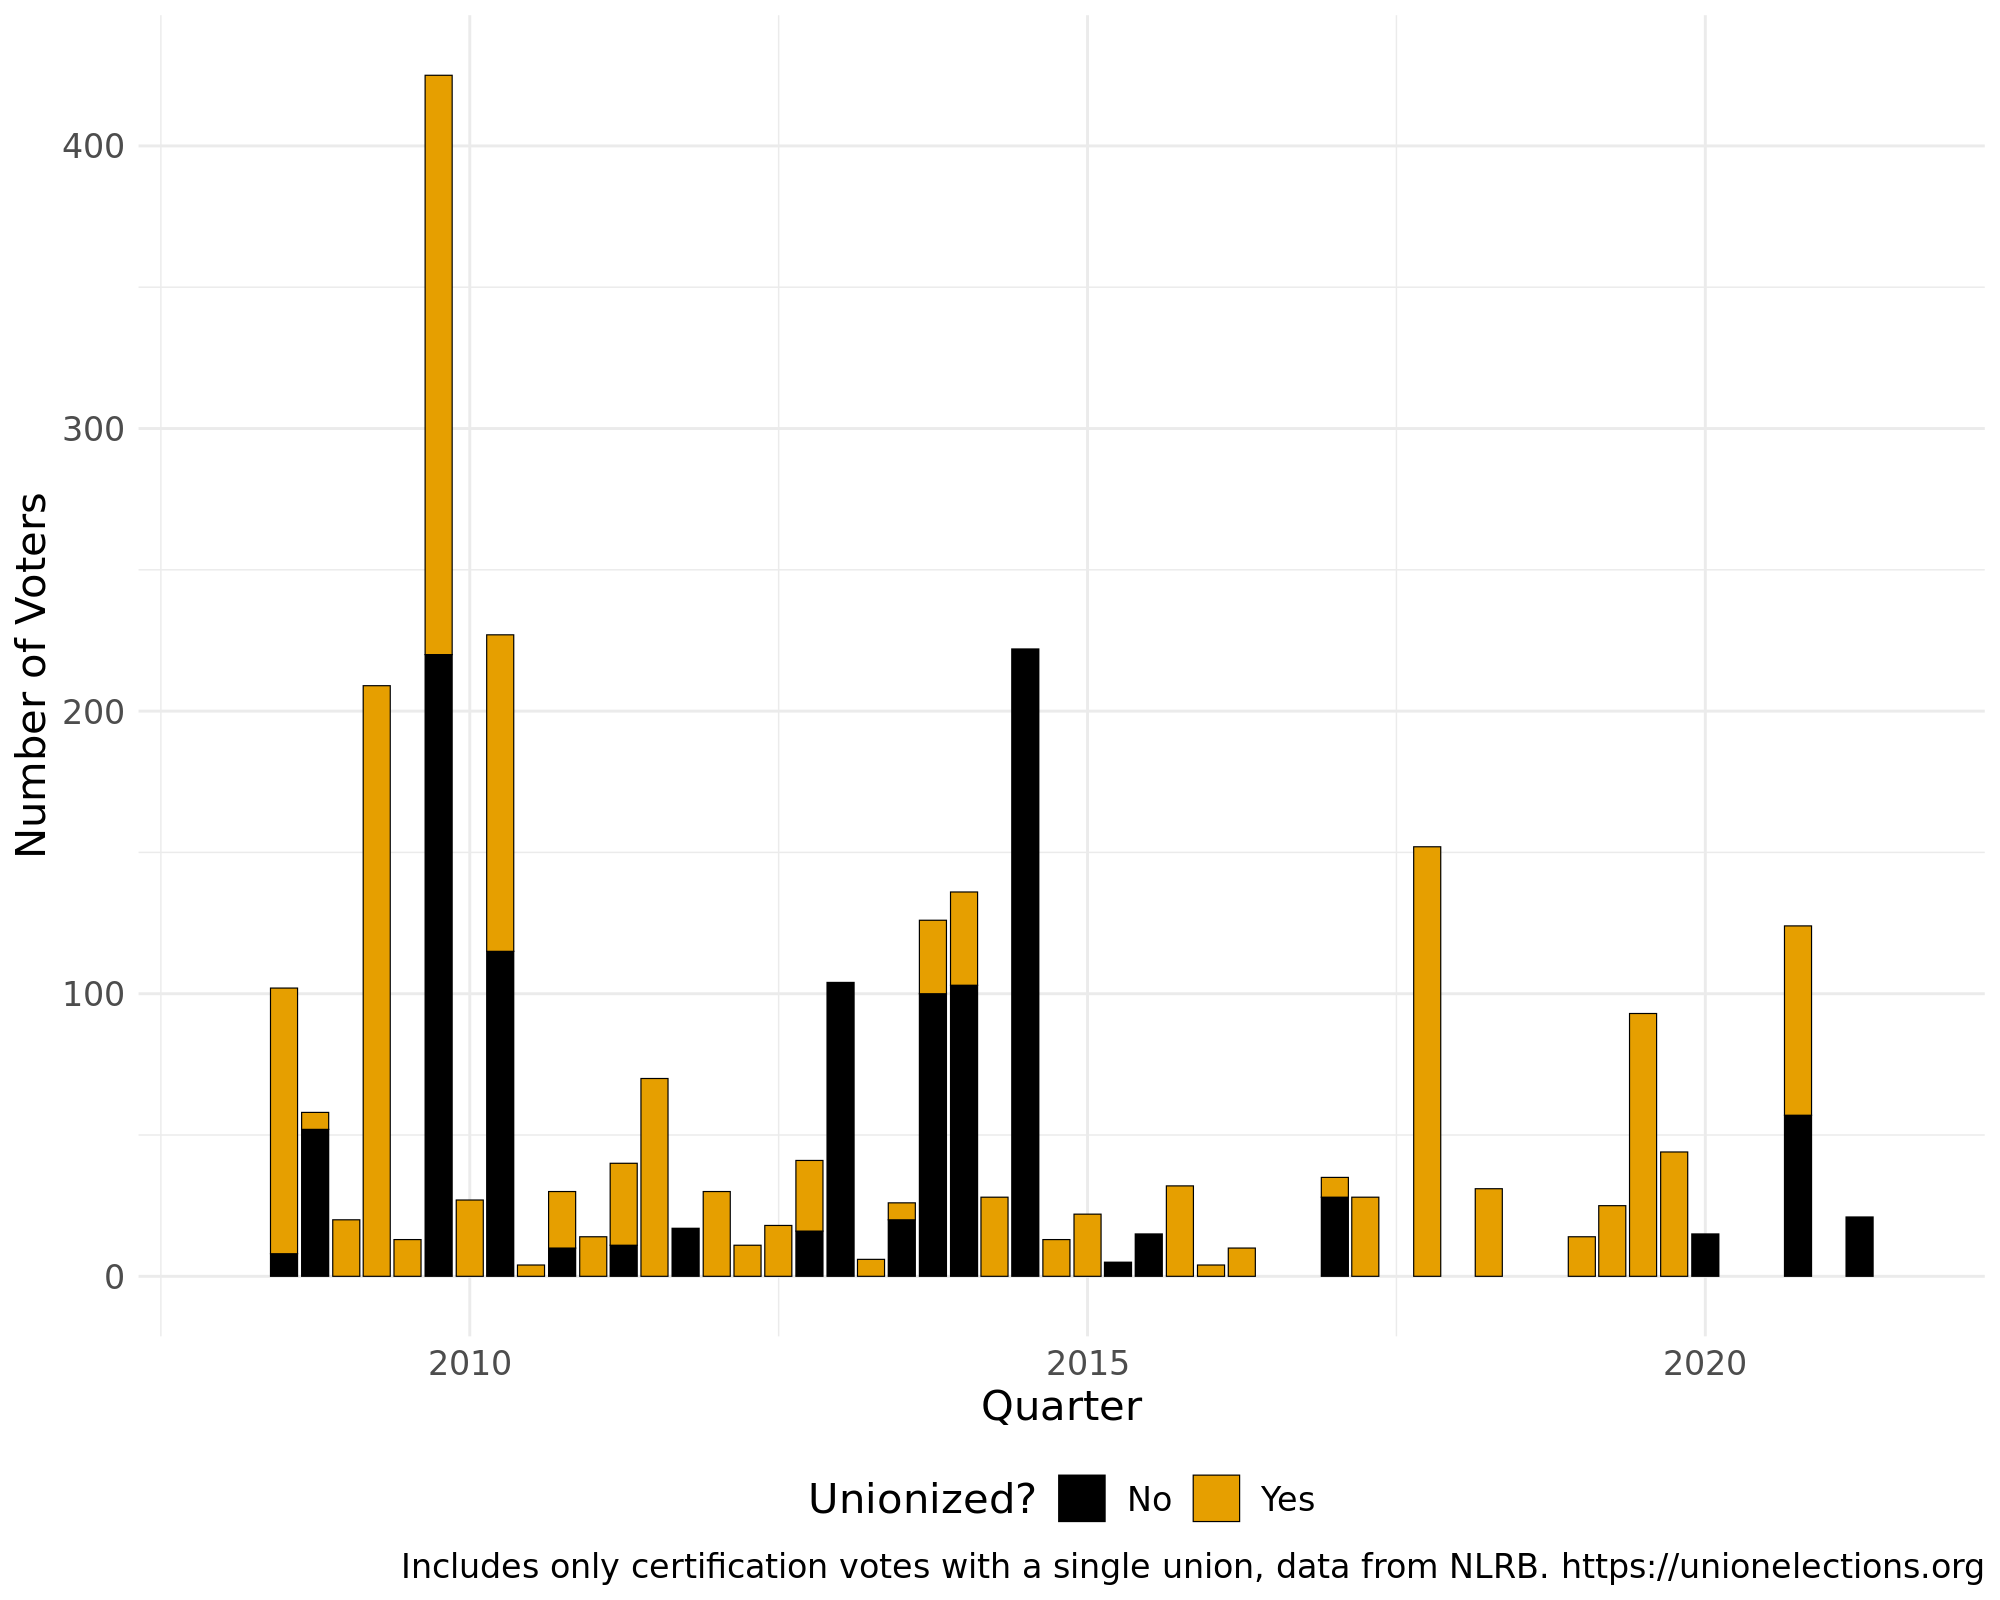 400
300
200
100
0
Number of Voters
2010 2015 2020
Quarter
Unionized? No Yes
Includes only certification votes with a single union, data from NLRB. https://unionelections.org